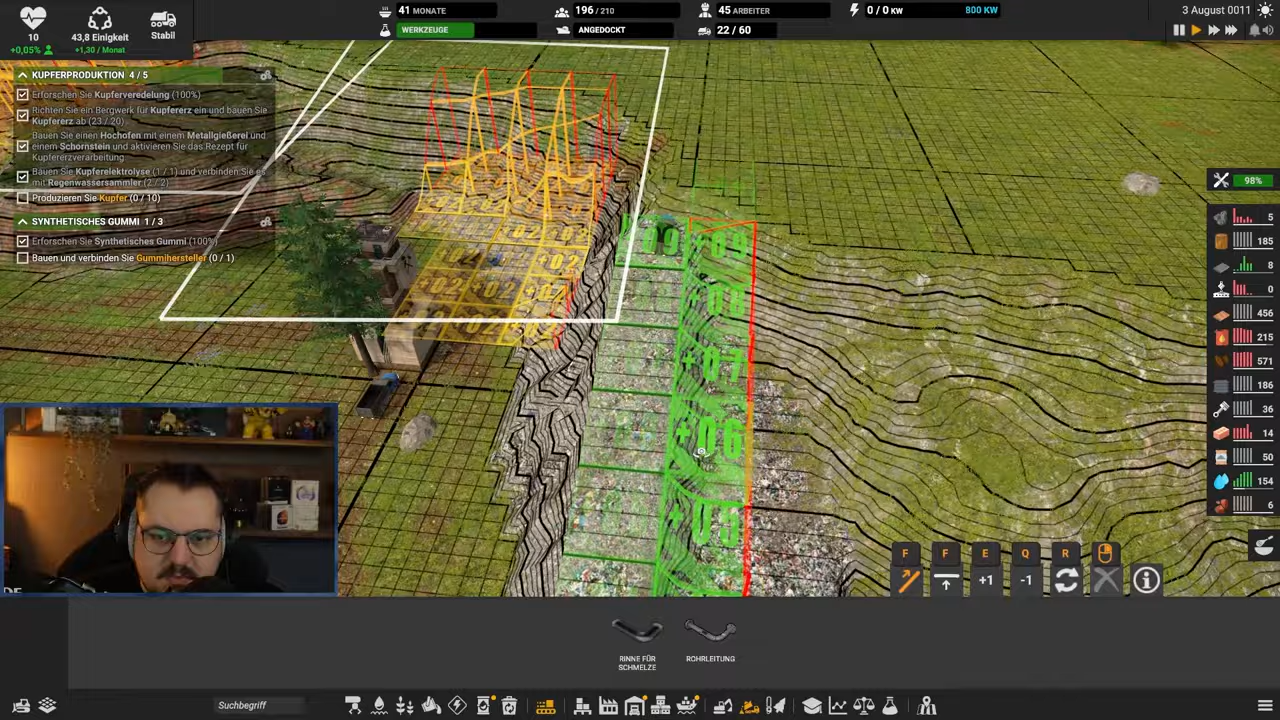 10
+0,05%
43,8 Einigkeit
+1,30 / Monat
Stabil
41 MONATE
WERKZEUGE
196 / 210
ANGEDOCKT
45 ARBEITER
22 / 60
0 / 0 KW
800 KW
3 August 0011
KUPFERPRODUKTION 4 / 5
Erforschen Sie Kupferveredelung (100%)
Richten Sie ein Bergwerk für Kupfererz ein und bauen Sie
Kupfererz ab (23 / 20)
Bauen Sie einen Hochofen mit einem Metallgießerei und
einem Schornstein und aktivieren Sie das Rezept für
Kupfererzverarbeitung
Bauen Sie Kupferelektrolyse (1 / 1) und verbinden Sie es
mit Regenwassersammler (2 / 2)
Produzieren Sie Kupfer (0 / 10)
SYNTHETISCHES GUMMI 1 / 3
Erforschen Sie Synthetisches Gummi (100%)
Bauen und verbinden Sie Gummihersteller (0 / 1)
98%
5
185
8
0
456
215
571
186
36
14
50
154
6
+09
+08
+07
+06
+05
F
F
E
Q
R
+1
-1
RINNE FÜR
SCHMELZE
ROHRLEITUNG
Suchbegriff